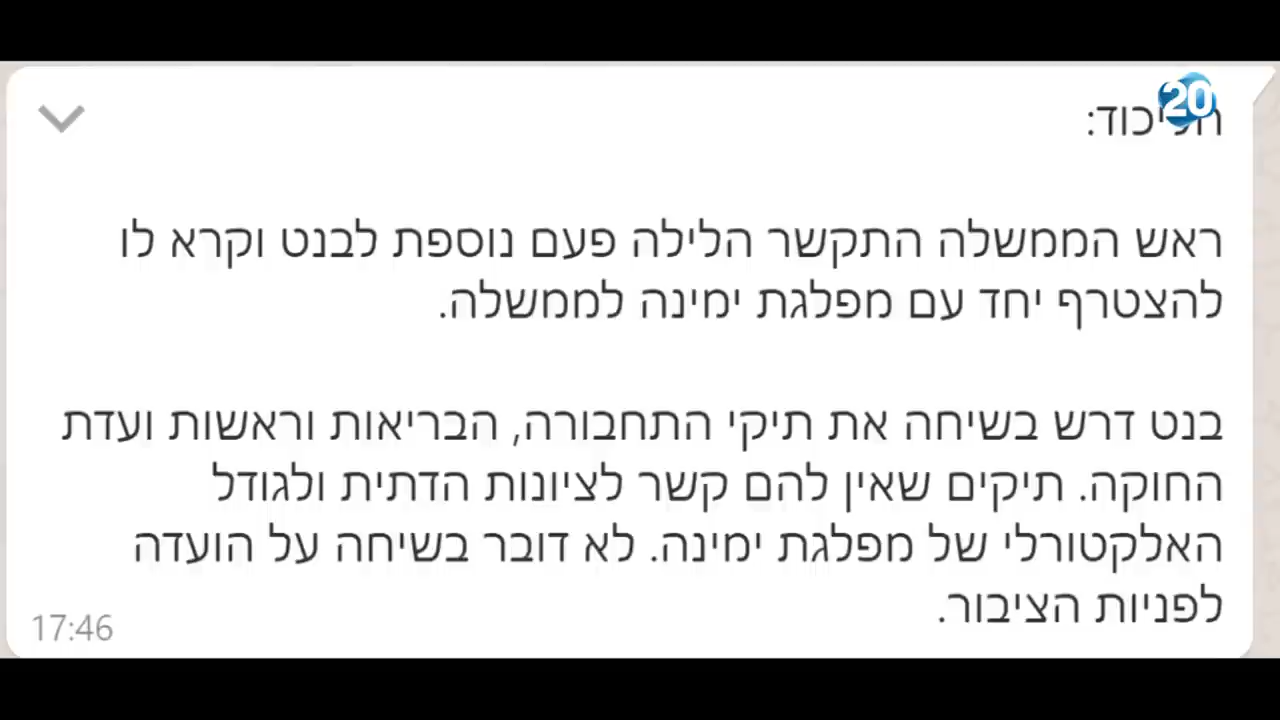 הליכוד:
20
ראש הממשלה התקשר הלילה פעם נוספת לבנט וקרא לו
להצטרף יחד עם מפלגת ימינה לממשלה.
בנט דרש בשיחה את תיקי התחבורה, הבריאות וראשות ועדת
החוקה. תיקים שאין להם קשר לציונות הדתית ולגודל
האלקטורלי של מפלגת ימינה. לא דובר בשיחה על הועדה
לפניות הציבור.
17:46